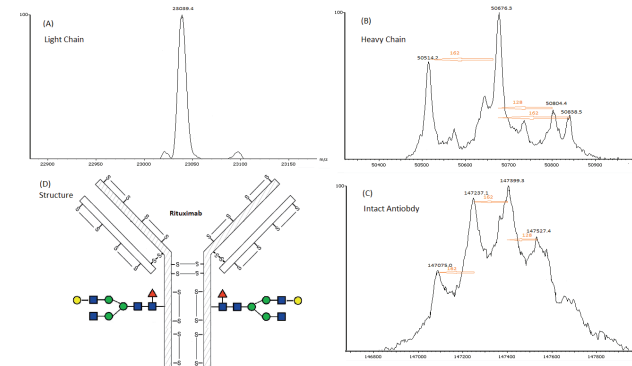 (A)
Light Chain
100
23039.4
22900
22950
23000
23050
23100
23150
m/z
(B)
Heavy Chain
100
50514.2
162
50676.3
128
162
50804.4
50838.5
50400
50500
50600
50700
50800
50900
(D)
Structure
Rituximab
S
S
S
S
S
S
S
S
S
S
S
S
—S—S—
—S—S—
S
S
S
S
S
S
S
S
(C)
Intact Antiobdy
100
147075.0
162
147237.1
162
147399.3
128
147527.4
146800
147000
147200
147400
147600
147800